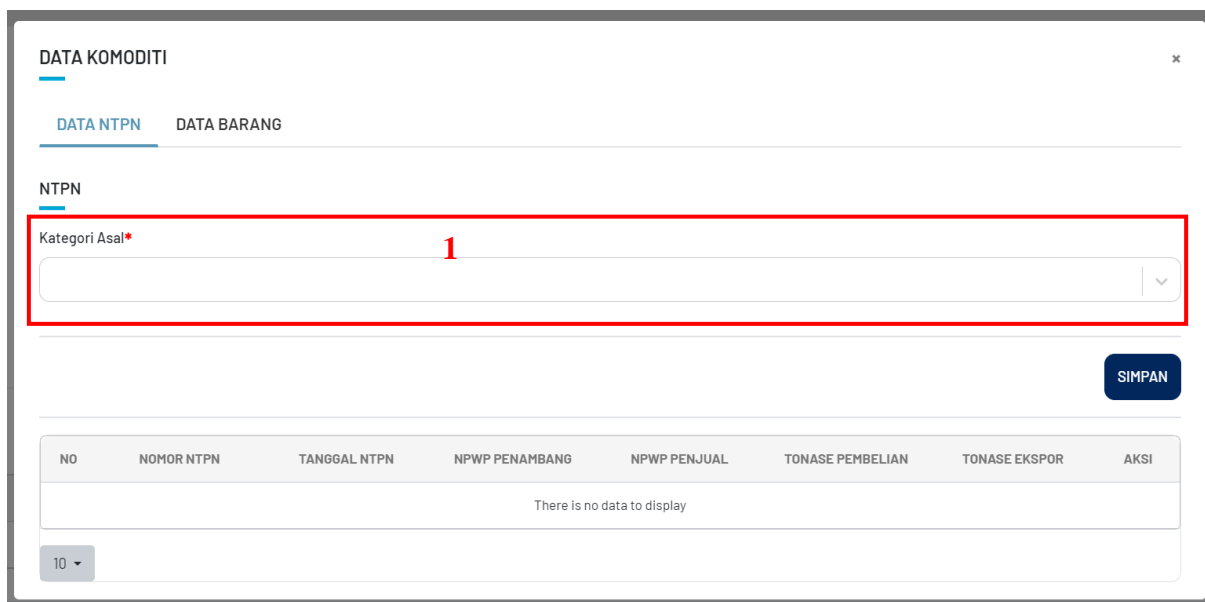 DATA KOMODITI
×
DATA NTPN DATA BARANG
NTPN
Kategori Asal*
1
SIMPAN
NO NOMOR NTPN TANGGAL NTPN NPWP PENAMBANG NPWP PENJUAL TONASE PEMBELIAN TONASE EKSPOR AKSI
There is no data to display
10